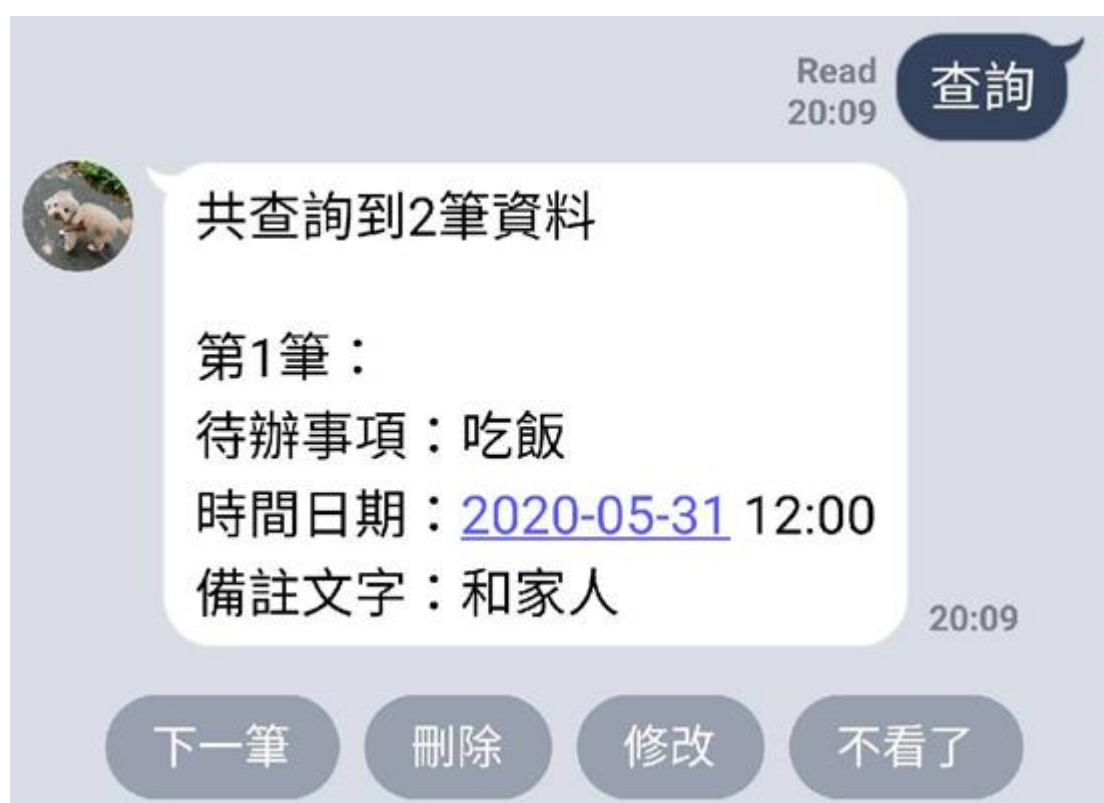 Read
20:09
查詢
共查詢到2筆資料
第1筆：
待辦事項：吃飯
時間日期：2020-05-31 12:00
備註文字：和家人
20:09
下一筆
刪除
修改
不看了